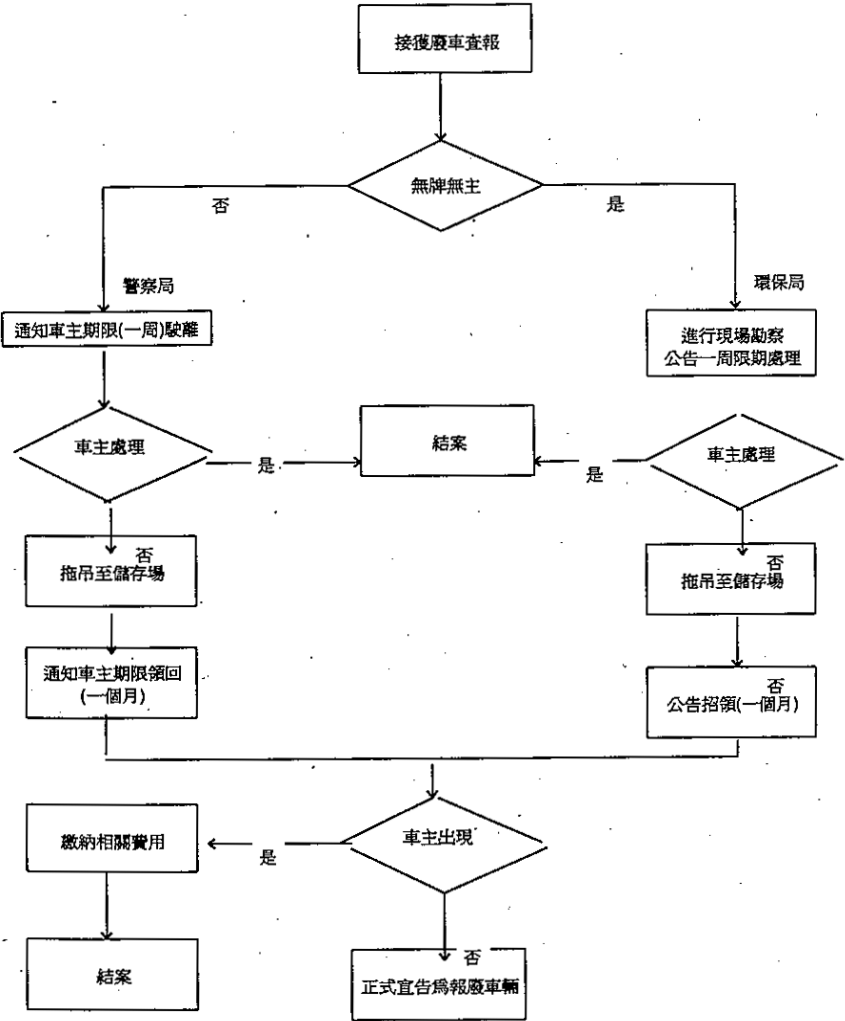 接獲廢車查報
無牌無主
否
是
警察局
環保局
通知車主期限(一周)駛離
進行現場勘察
公告一周限期處理
車主處理
結案
車主處理
是
是
否
拖吊至儲存場
否
拖吊至儲存場
通知車主期限領回
(一個月)
否
公告招領(一個月)
繳納相關費用
車主出現
是
結案
否
正式宣告爲報廢車輛